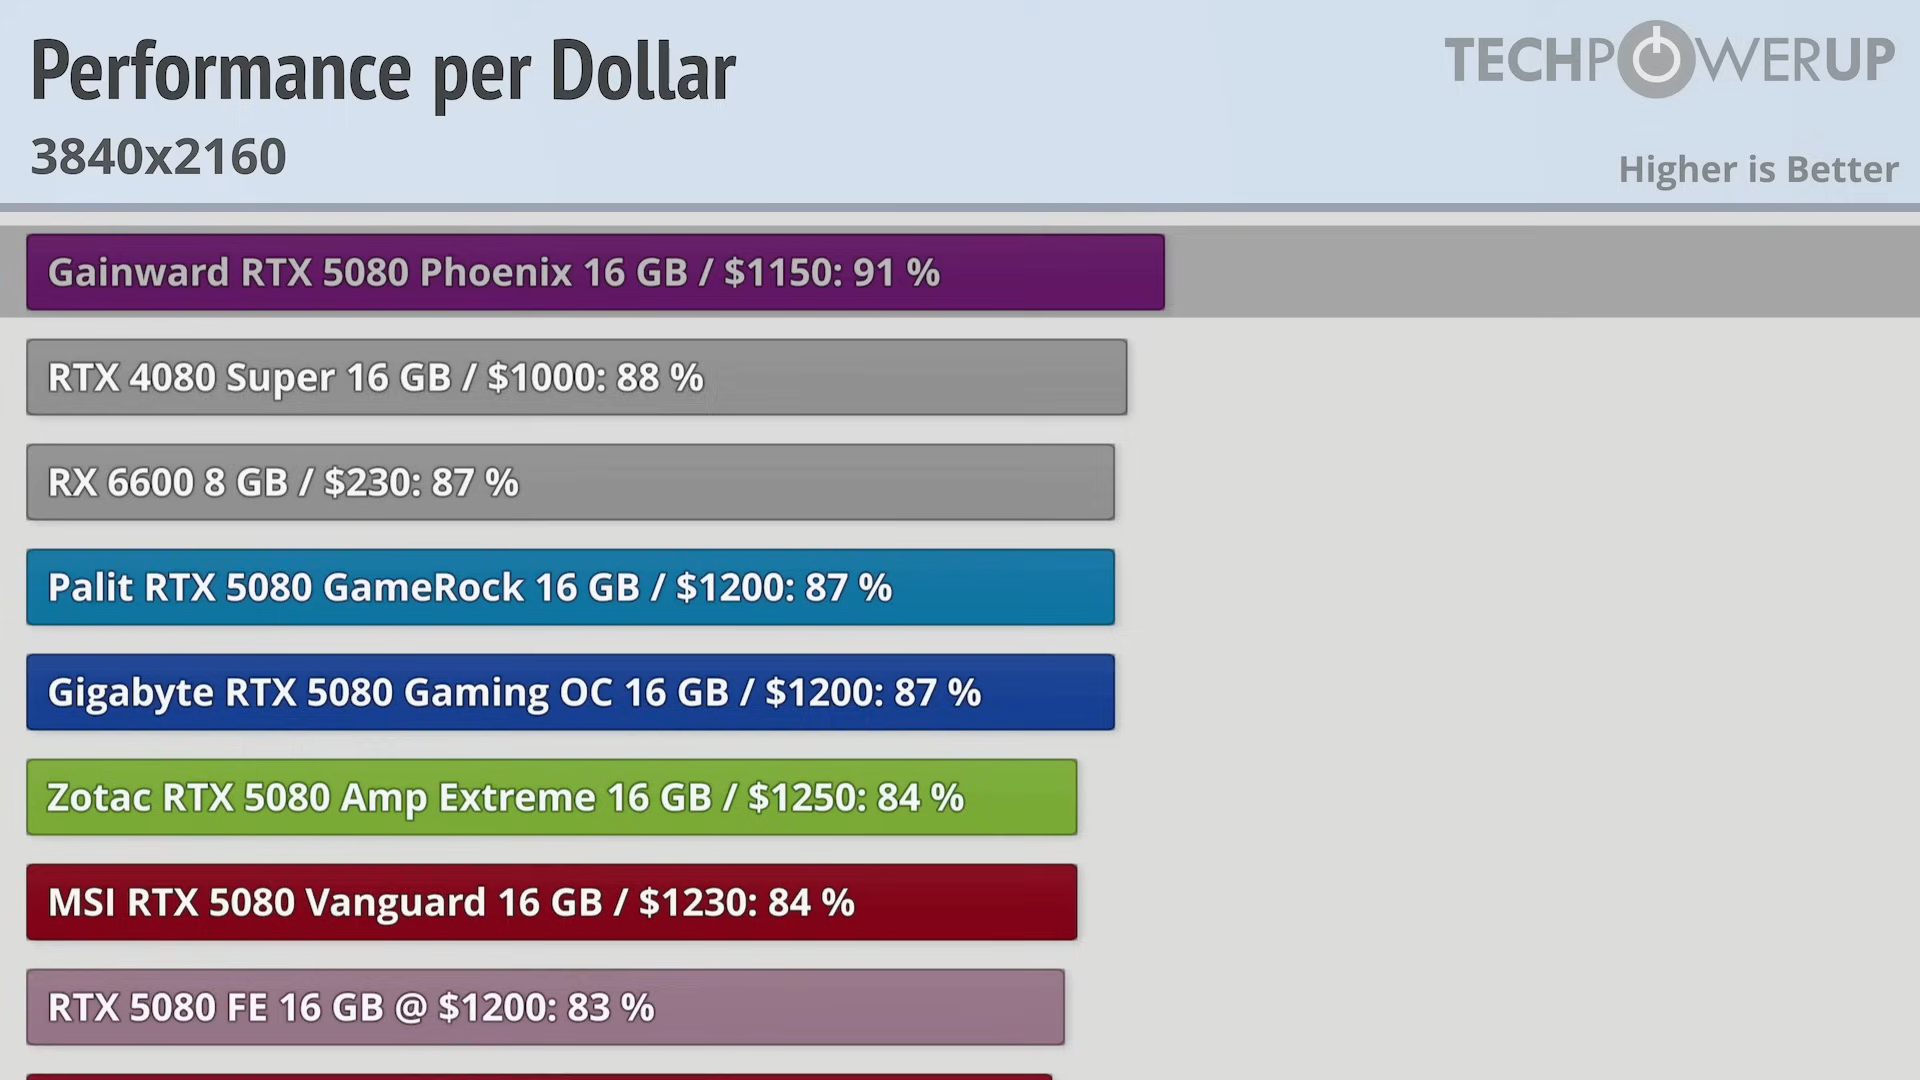 Performance per Dollar
TECHPOWERUP
3840x2160
Higher is Better
Gainward RTX 5080 Phoenix 16 GB / $1150: 91 %
RTX 4080 Super 16 GB / $1000: 88 %
RX 6600 8 GB / $230: 87 %
Palit RTX 5080 GameRock 16 GB / $1200: 87 %
Gigabyte RTX 5080 Gaming OC 16 GB / $1200: 87 %
Zotac RTX 5080 Amp Extreme 16 GB / $1250: 84 %
MSI RTX 5080 Vanguard 16 GB / $1230: 84 %
RTX 5080 FE 16 GB @ $1200: 83 %